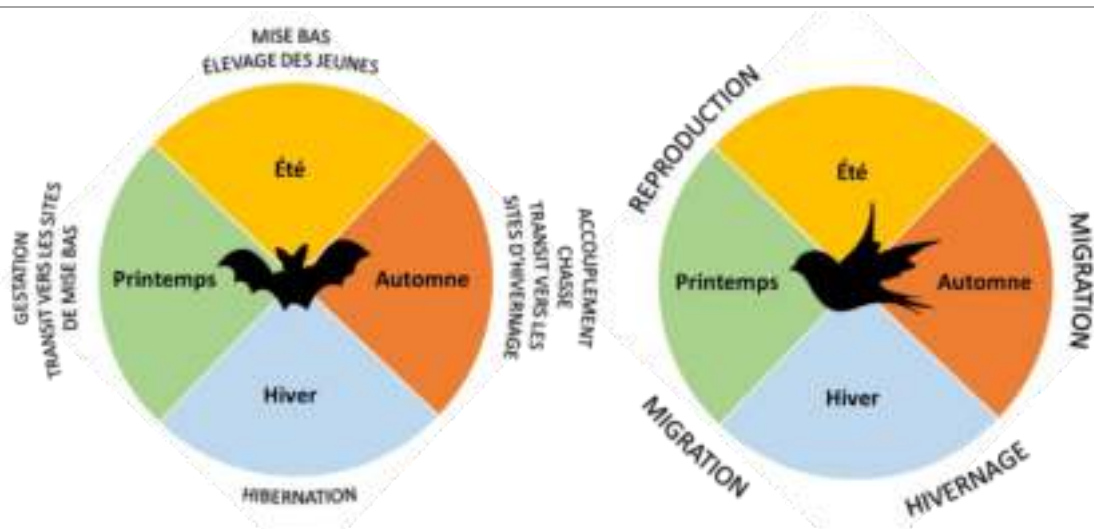 MISE BAS
ÉLEVAGE DES JEUNES
Été
GESTATION
TRANSIT VERS LES SITES
DE MISE BAS
Printemps
Automne
ACCOUPLEMENT
CHASSE
TRANSIT VERS LES
SITES D'HIVERNAGE
Hiver
HIBERNATION
REPRODUCTION
Été
Printemps
Automne
MIGRATION
Hiver
MIGRATION
HIVERNAGE